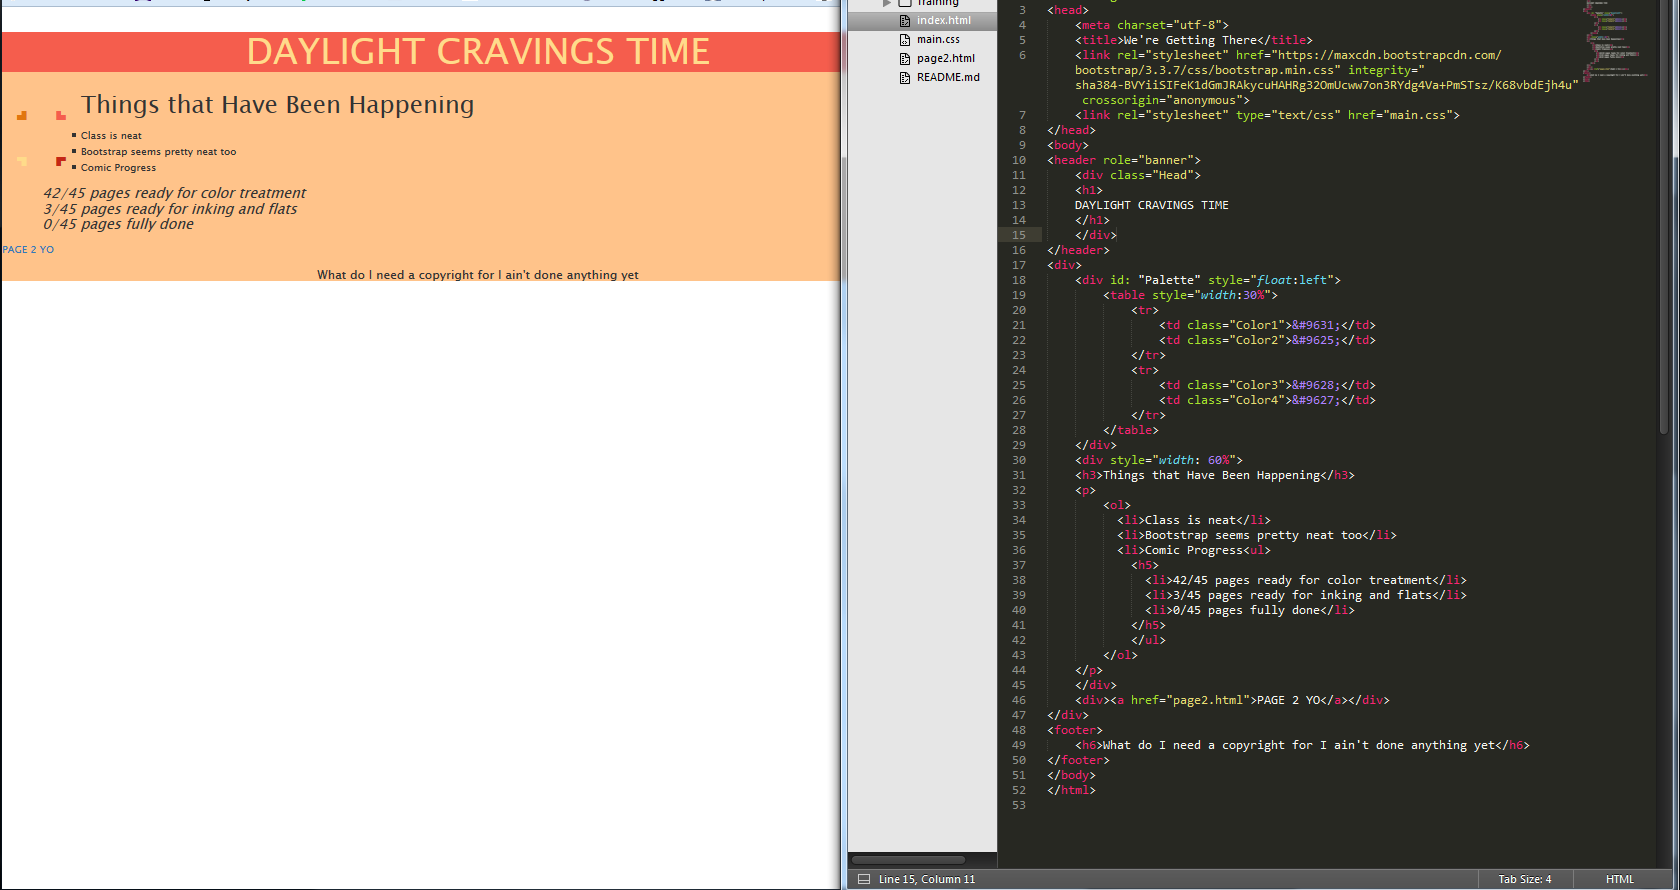 DAYLIGHT CRAVINGS TIME
Things that Have Been Happening
Class is neat
Bootstrap seems pretty neat too
Comic Progress
42/45 pages ready for color treatment
3/45 pages ready for inking and flats
0/45 pages fully done
PAGE 2 YO
What do I need a copyright for I ain't done anything yet
Training
index.html
main.css
page2.html
README.md
3 <head>
4 <meta charset="utf-8">
5 <title>We're Getting There</title>
6 <link rel="stylesheet" href="https://maxcdn.bootstrapcdn.com/
bootstrap/3.3.7/css/bootstrap.min.css" integrity="
sha384-BVYiiSIFeK1dGmJRAkycuHAHRg32OmUcww7on3RYdg4Va+PmSTsz/K68vbdEjh4u"
crossorigin="anonymous">
7 <link rel="stylesheet" type="text/css" href="main.css">
8 </head>
9 <body>
10 <header role="banner">
11 <div class="Head">
12 <h1>
13 DAYLIGHT CRAVINGS TIME
14 </h1>
15 </div>
16 </header>
17 <div>
18 <div id: "Palette" style="float:left">
19 <table style="width:30%">
20 <tr>
21 <td class="Color1">&#9631;</td>
22 <td class="Color2">&#9625;</td>
23 </tr>
24 <tr>
25 <td class="Color3">&#9628;</td>
26 <td class="Color4">&#9627;</td>
27 </tr>
28 </table>
29 </div>
30 <div style="width: 60%">
31 <h3>Things that Have Been Happening</h3>
32 <p>
33 <ol>
34 <li>Class is neat</li>
35 <li>Bootstrap seems pretty neat too</li>
36 <li>Comic Progress<ul>
37 <h5>
38 <li>42/45 pages ready for color treatment</li>
39 <li>3/45 pages ready for inking and flats</li>
40 <li>0/45 pages fully done</li>
41 </h5>
42 </ul>
43 </ol>
44 </p>
45 </div>
46 <div><a href="page2.html">PAGE 2 YO</a></div>
47 </div>
48 <footer>
49 <h6>What do I need a copyright for I ain't done anything yet</h6>
50 </footer>
51 </body>
52 </html>
53
Line 15, Column 11
Tab Size: 4
HTML